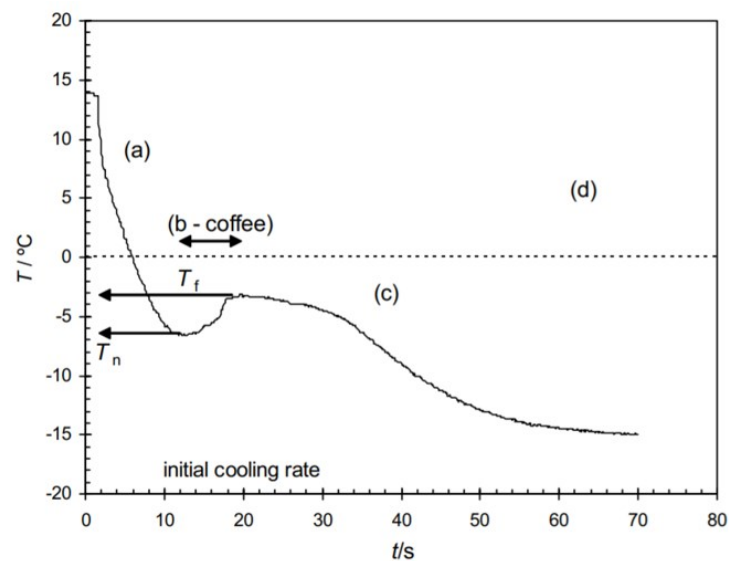 20
15
10
5
0
-5
-10
-15
-20
T / °C
(a)
(b - coffee)
(d)
T f
(c)
T n
initial cooling rate
0 10 20 30 40 50 60 70 80
t/s